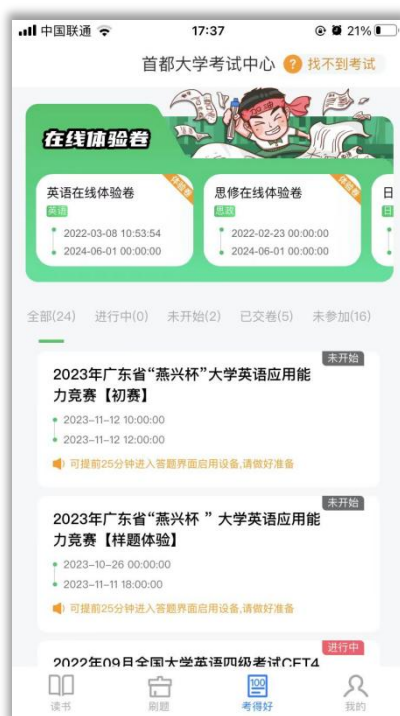 中国联通
17:37
21%
首都大学考试中心
? 找不到考试
在线体验卷
英语在线体验卷
体验卷
英语
2022-03-08 10:53:54
2024-06-01 00:00:00
思修在线体验卷
体验卷
思政
2022-02-23 00:00:00
2024-06-01 00:00:00
日
日
全部(24) 进行中(0) 未开始(2) 已交卷(5) 未参加(16)
未开始
2023年广东省“燕兴杯”大学英语应用能
力竞赛【初赛】
2023-11-12 10:00:00
2023-11-12 12:00:00
可提前25分钟进入答题界面启用设备,请做好准备
未开始
2023年广东省“燕兴杯 ” 大学英语应用能
力竞赛【样题体验】
2023-10-26 00:00:00
2023-11-11 18:00:00
可提前25分钟进入答题界面启用设备,请做好准备
进行中
2022年09月全国大学英语四级考试CET4
读书
刷题
100
考得好
我的